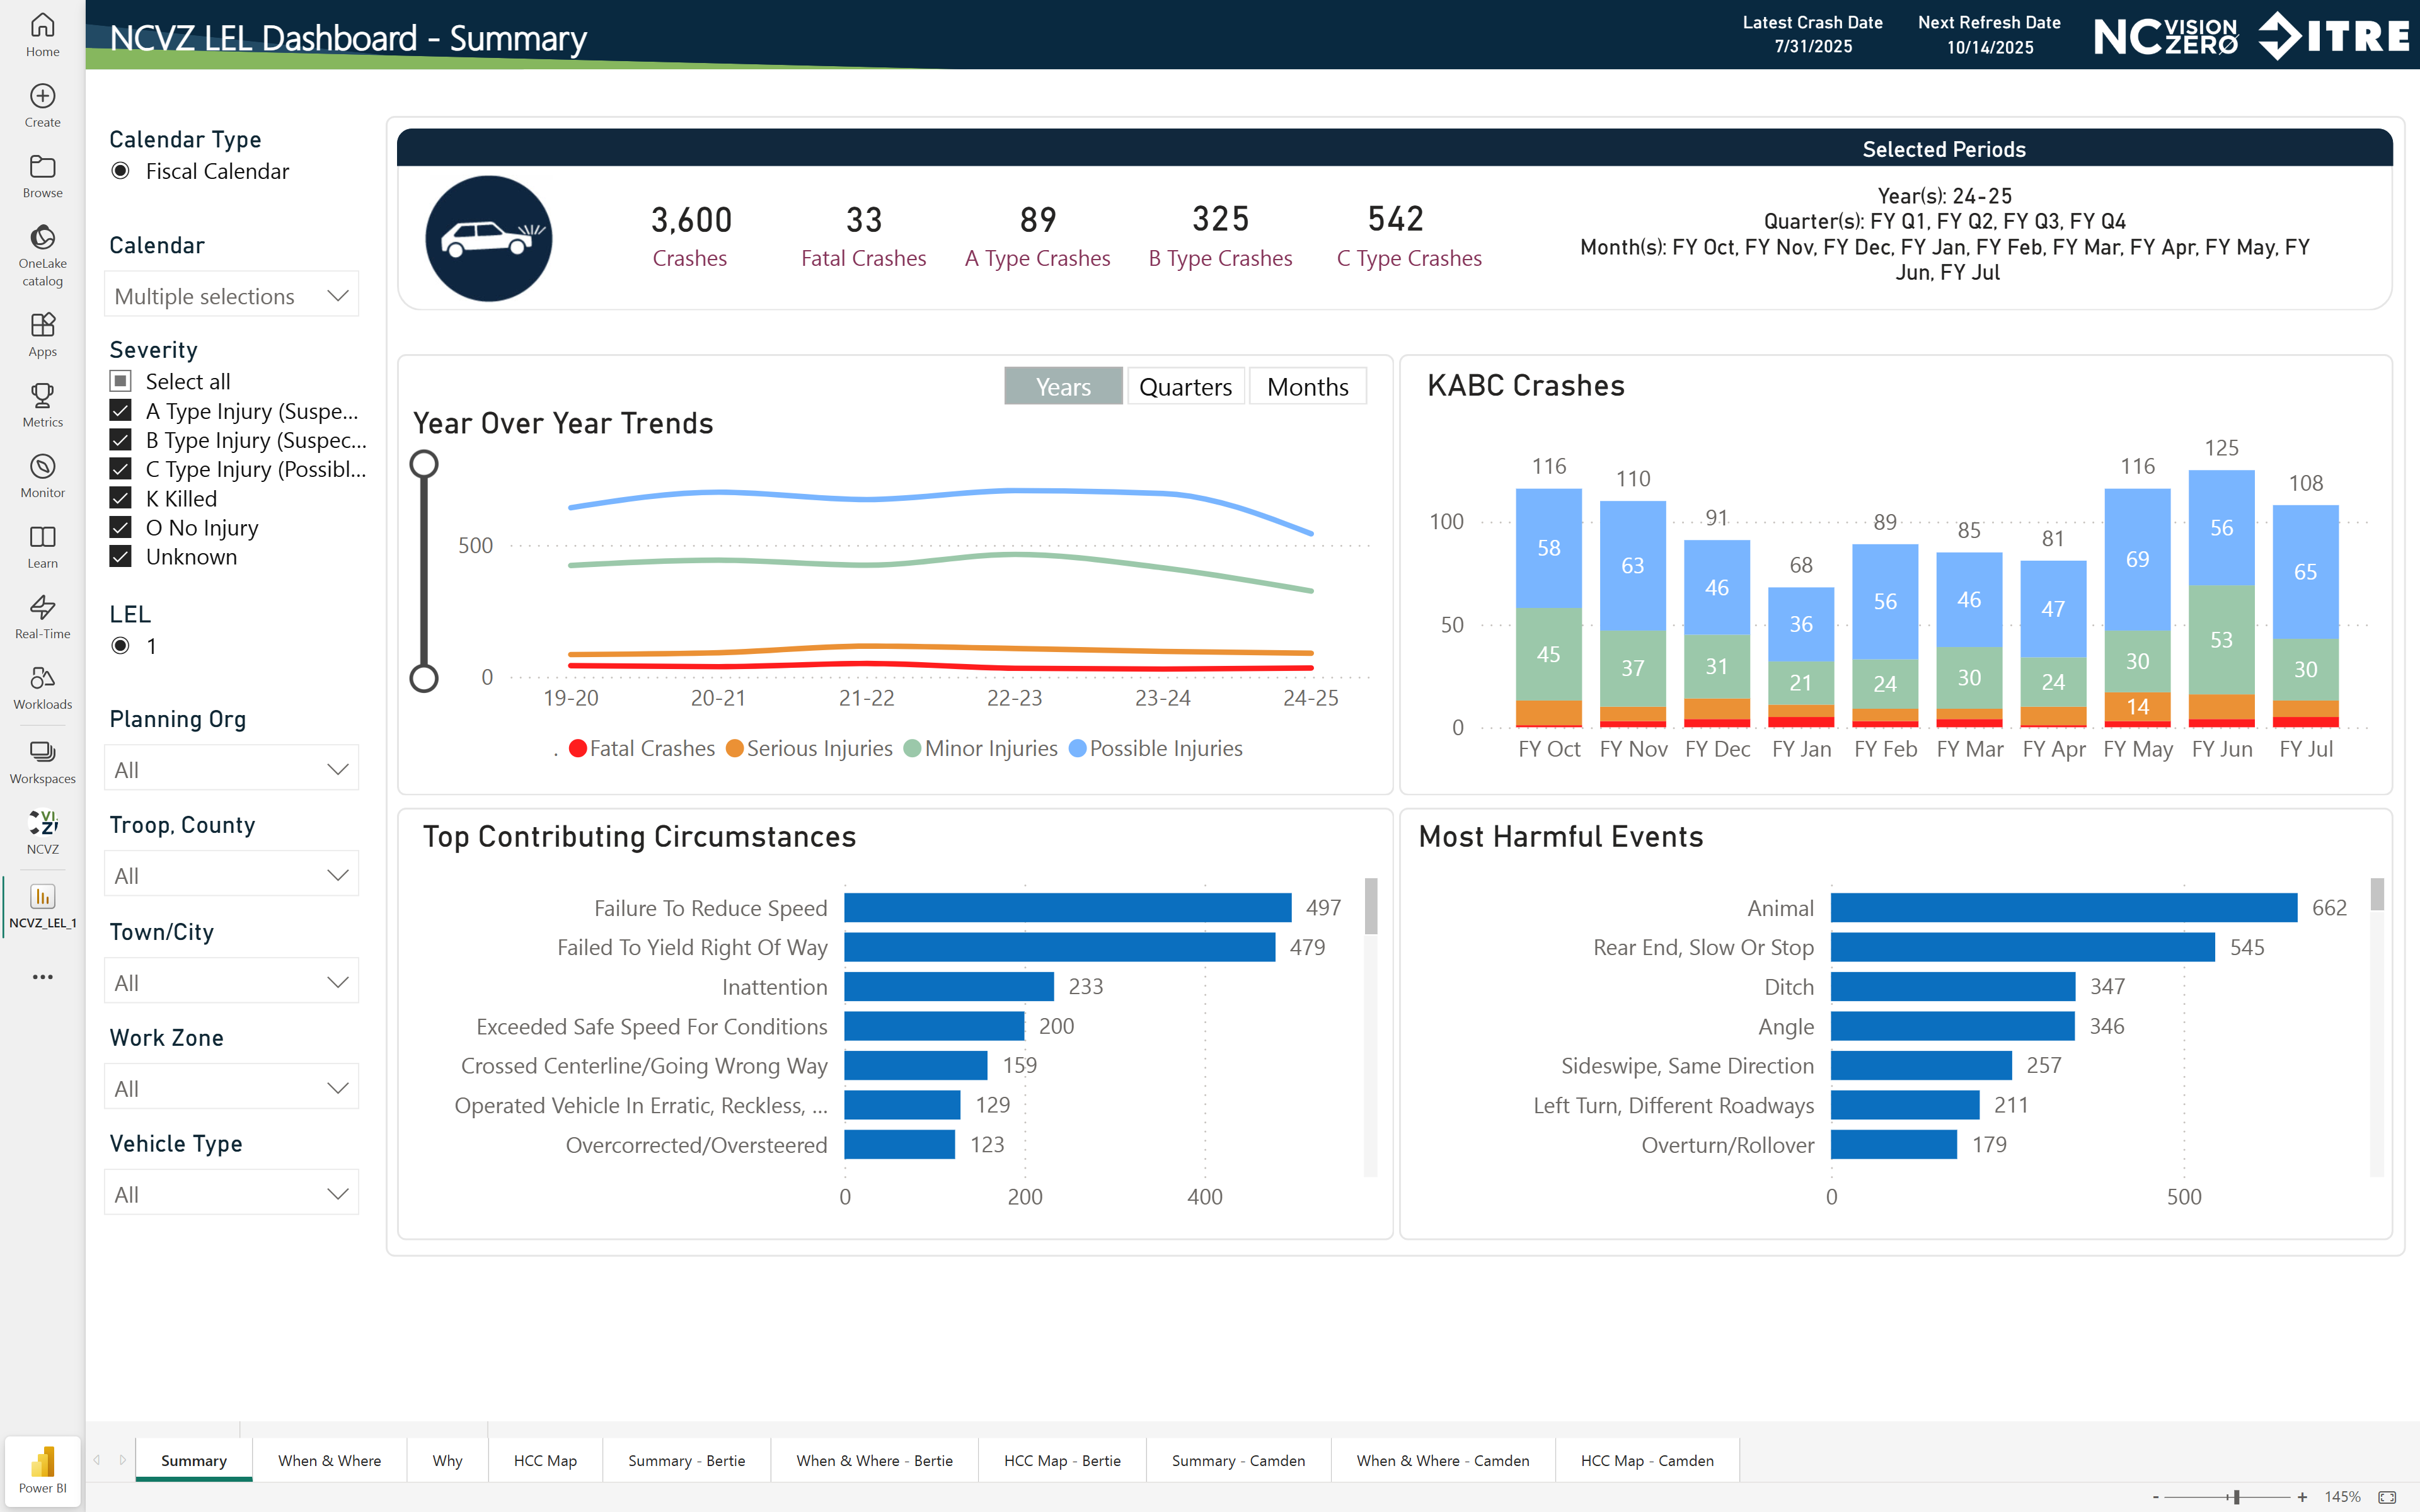 Home
Create
Browse
OneLake
catalog
Apps
Metrics
Monitor
Learn
Real-Time
Workloads
Workspaces
VI.
Z/
NCVZ
NCVZ_LEL_1
Power BI
NCVZ LEL Dashboard - Summary
Latest Crash Date
7/31/2025
Next Refresh Date
10/14/2025
NC VISION ZERO
ITRE
Calendar Type
Fiscal Calendar
Calendar
Multiple selections
Severity
Select all
A Type Injury (Suspe...
B Type Injury (Suspec...
C Type Injury (Possibl...
K Killed
O No Injury
Unknown
LEL
1
Planning Org
All
Troop, County
All
Town/City
All
Work Zone
All
Vehicle Type
All
Selected Periods
3,600
Crashes
33
Fatal Crashes
89
A Type Crashes
325
B Type Crashes
542
C Type Crashes
Year(s): 24-25
Quarter(s): FY Q1, FY Q2, FY Q3, FY Q4
Month(s): FY Oct, FY Nov, FY Dec, FY Jan, FY Feb, FY Mar, FY Apr, FY May, FY
Jun, FY Jul
Years Quarters Months
Year Over Year Trends
500
0
19-20 20-21 21-22 22-23 23-24 24-25
. Fatal Crashes Serious Injuries Minor Injuries Possible Injuries
KABC Crashes
116 110 91 68 89 85 81 116 125 108
100
50
0
58 63 46 36 56 46 47 69 56 65
45 37 31 21 24 30 24 30 53 30
14
FY Oct FY Nov FY Dec FY Jan FY Feb FY Mar FY Apr FY May FY Jun FY Jul
Top Contributing Circumstances
Failure To Reduce Speed 497
Failed To Yield Right Of Way 479
Inattention 233
Exceeded Safe Speed For Conditions 200
Crossed Centerline/Going Wrong Way 159
Operated Vehicle In Erratic, Reckless, ... 129
Overcorrected/Oversteered 123
0 200 400
Most Harmful Events
Animal 662
Rear End, Slow Or Stop 545
Ditch 347
Angle 346
Sideswipe, Same Direction 257
Left Turn, Different Roadways 211
Overturn/Rollover 179
0 500
Summary
When & Where
Why
HCC Map
Summary - Bertie
When & Where - Bertie
HCC Map - Bertie
Summary - Camden
When & Where - Camden
HCC Map - Camden
- + 145%